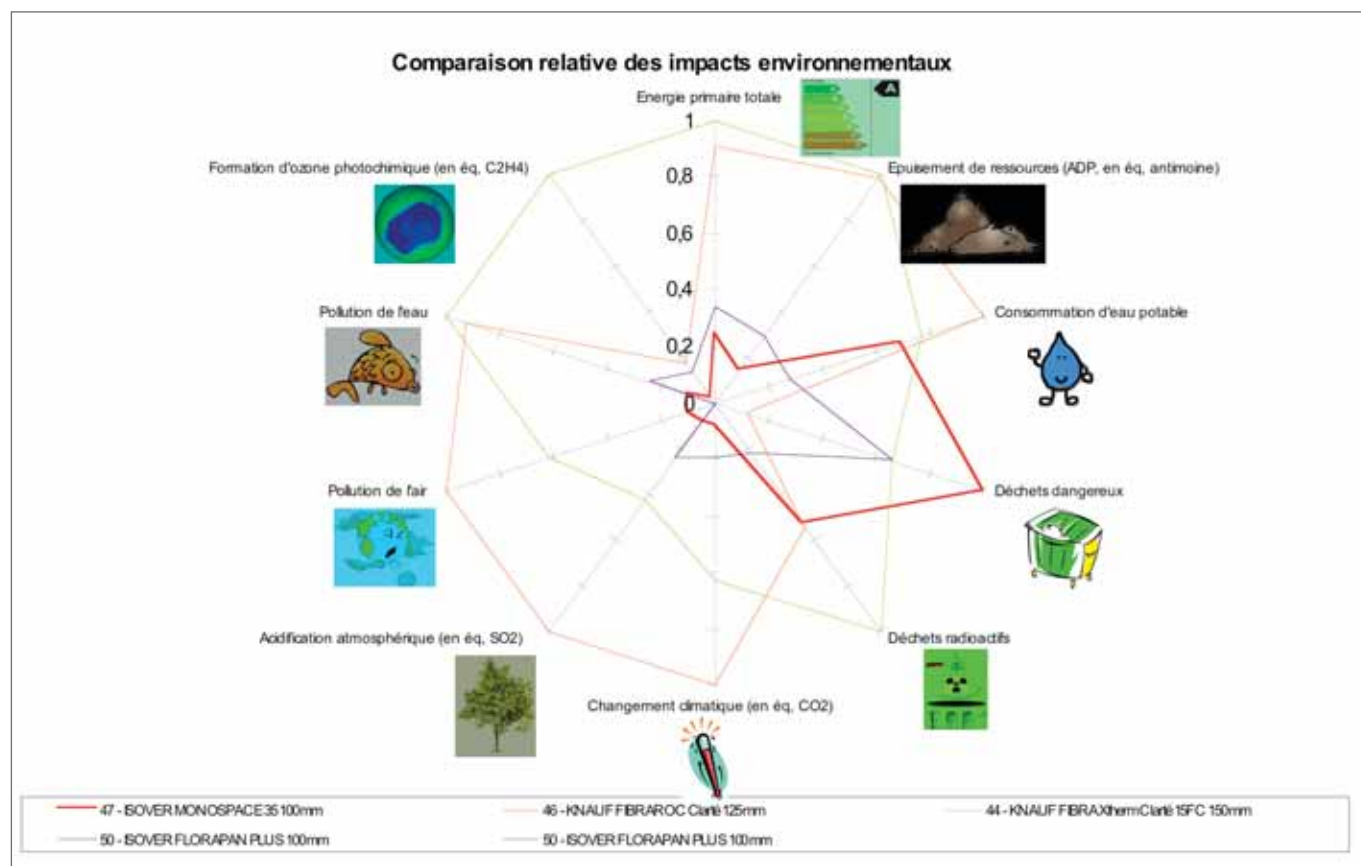 Comparaison relative des impacts environnementaux
Energie primaire totale
A
1
Formation d'ozone photochimique (en éq, C2H4)
Epuisement de ressources (ADP, en éq, antimoine)
0,8
0,6
0,4
Pollution de l'eau
Consommation d'eau potable
0,2
0
Pollution de l'air
Déchets dangereux
Acidification atmosphérique (en éq, SO2)
Déchets radioactifs
Changement climatique (en éq, CO2)
47 - ISOVER MONOSPACE 35 100mm
46 - KNAUF FIBRAROC Clarté 125mm
44 - KNAUF FIBRAXtherm Clarté 15FC 150mm
50 - ISOVER FLORAPAN PLUS 100mm
50 - ISOVER FLORAPAN PLUS 100mm